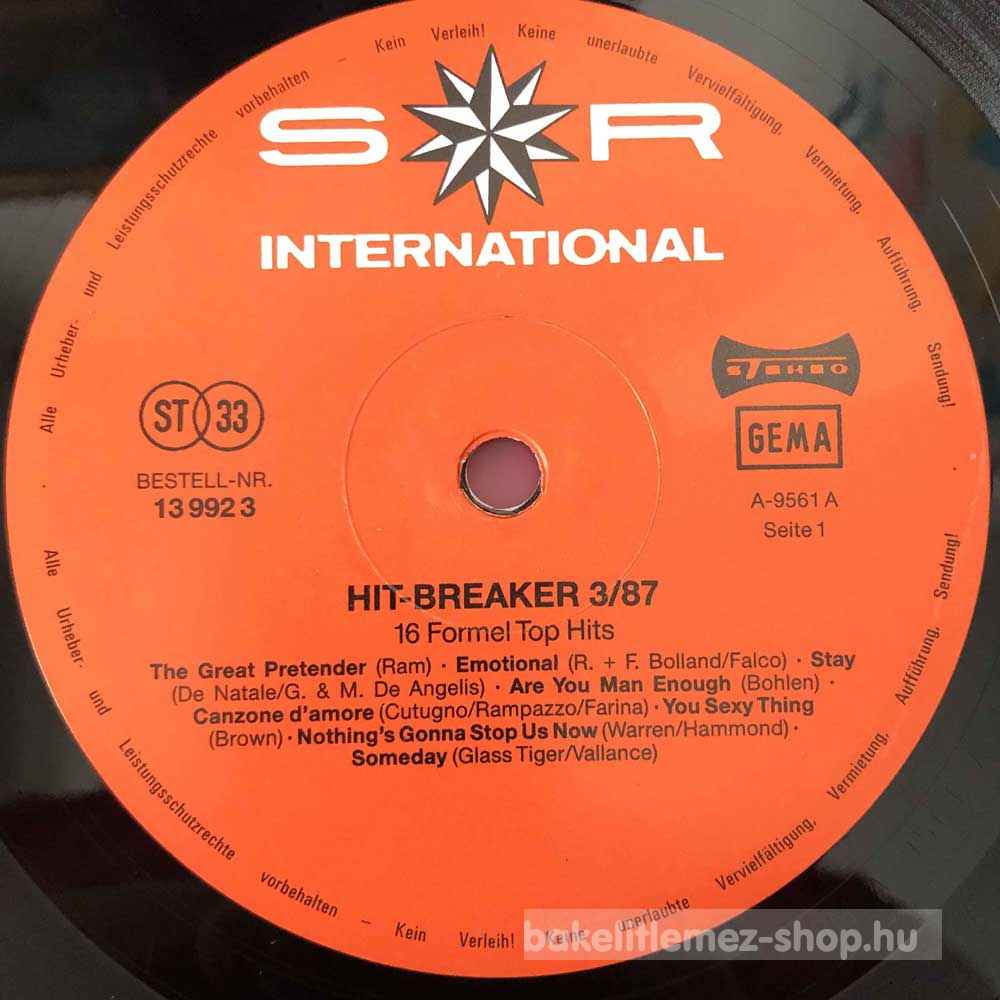 Alle Urheber- und Leistungsschutzrechte vorbehalten – Kein Verleih! Keine unerlaubte Vervielfältigung, Vermietung, Aufführung, Sendung!
S R
INTERNATIONAL
ST 33
STEREO
GEMA
BESTELL-NR.
13 992 3
A-9561 A
Seite 1
HIT-BREAKER 3/87
16 Formel Top Hits
The Great Pretender (Ram) · Emotional (R. + F. Bolland/Falco) · Stay
(De Natale/G. & M. De Angelis) · Are You Man Enough (Bohlen) ·
Canzone d'amore (Cutugno/Rampazzo/Farina) · You Sexy Thing
(Brown) · Nothing's Gonna Stop Us Now (Warren/Hammond) ·
Someday (Glass Tiger/Vallance)
Alle Urheber- und Leistungsschutzrechte vorbehalten – Kein Verleih! Keine unerlaubte Vervielfältigung, Vermietung, Aufführung, Sendung!
bakelitlemez-shop.hu